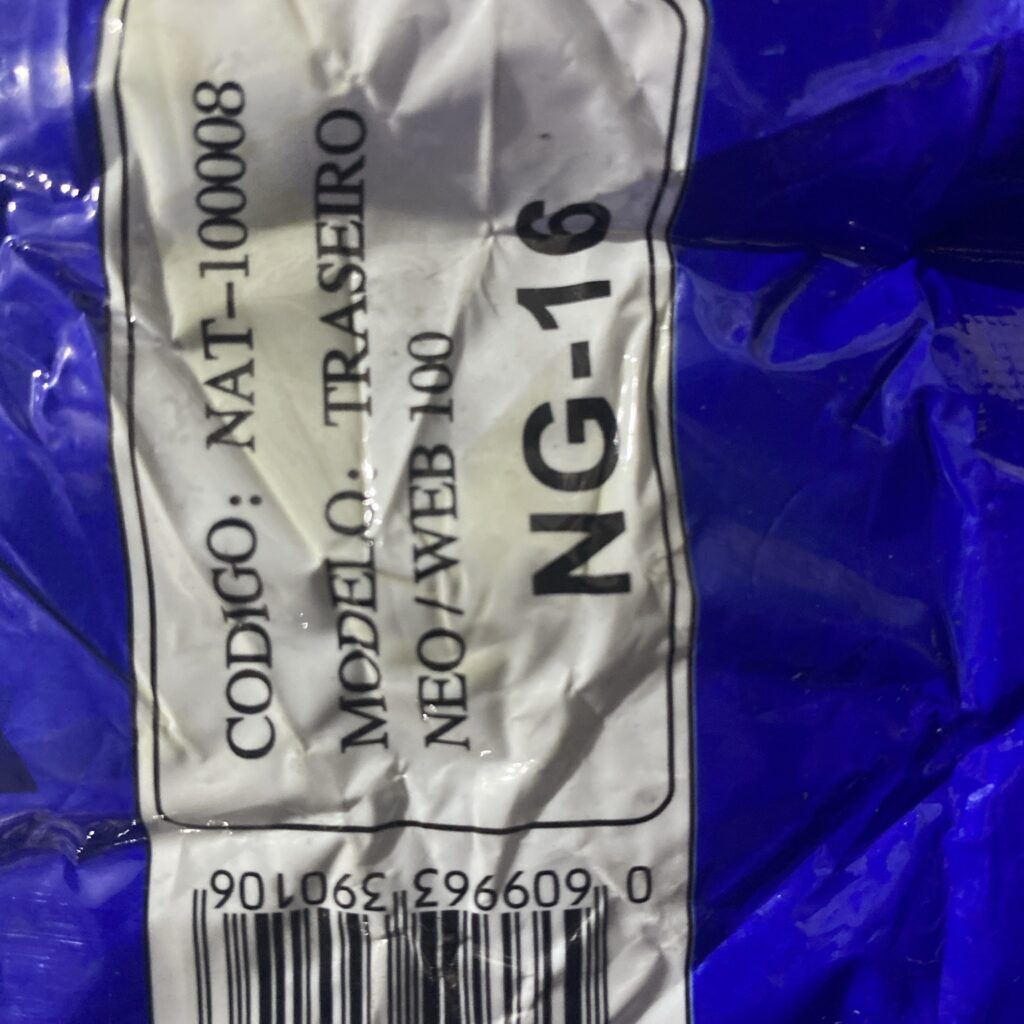 CODIGO: NAT-100008
MODELO: TRASEIRO
NEO / WEB 100
NG-16
0 609963 390106